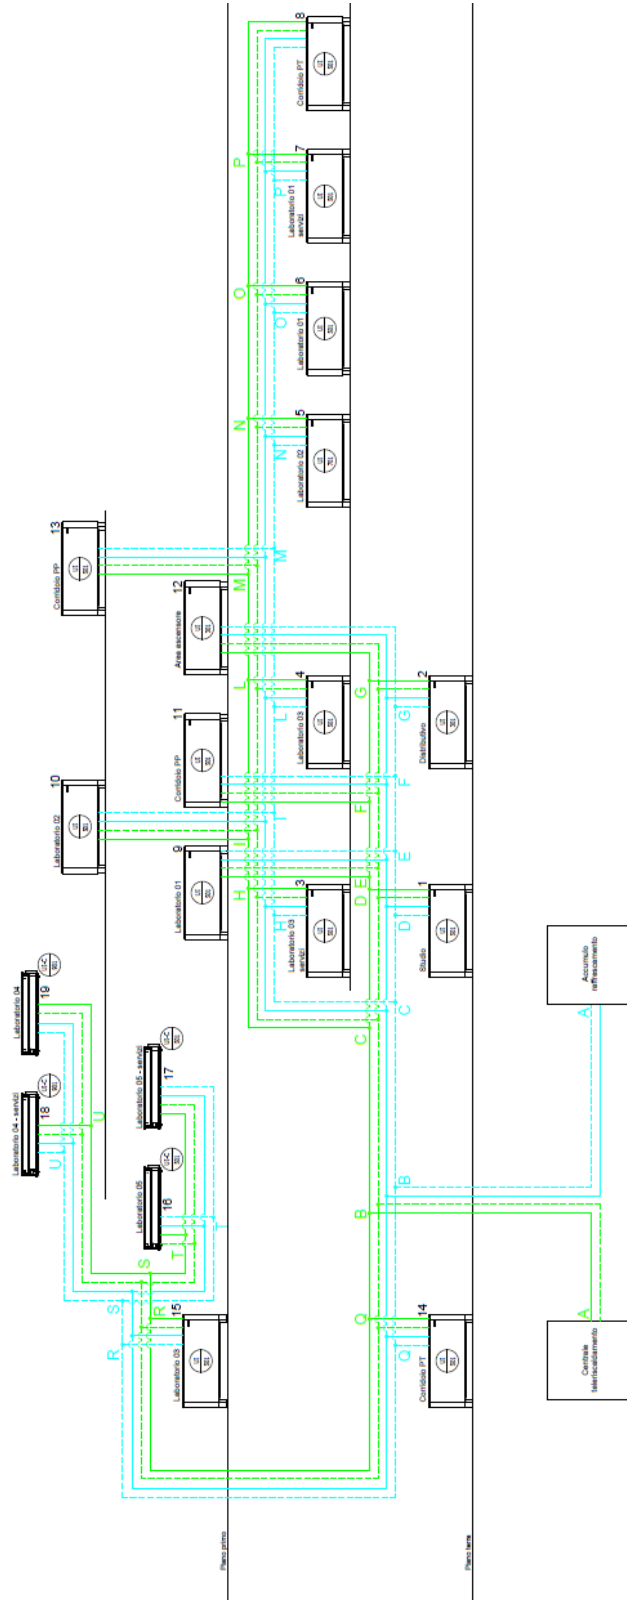 8
Corridoio PT
7
Laboratorio 01
servizi
6
Laboratorio 01
5
Laboratorio 02
13
Corridoio PP
12
Area ascensore
11
Corridoio PP
10
Laboratorio 02
9
Laboratorio 01
4
Laboratorio 03
3
Laboratorio 03
servizi
2
Distributivo
1
Studio
19
Laboratorio 04
18
Laboratorio 04 - servizi
17
Laboratorio 05 - servizi
16
Laboratorio 05
15
Laboratorio 03
14
Corridoio PT
Accumulo
raffrescamento
Centrale
teleriscaldamento
Piano primo
Piano terra
P
P
O
O
N
N
M
M
L
L
I
I
H
H
G
G
F
F
E
E
D
D
C
C
B
B
A
A
Q
Q
R
R
S
S
T
U
U